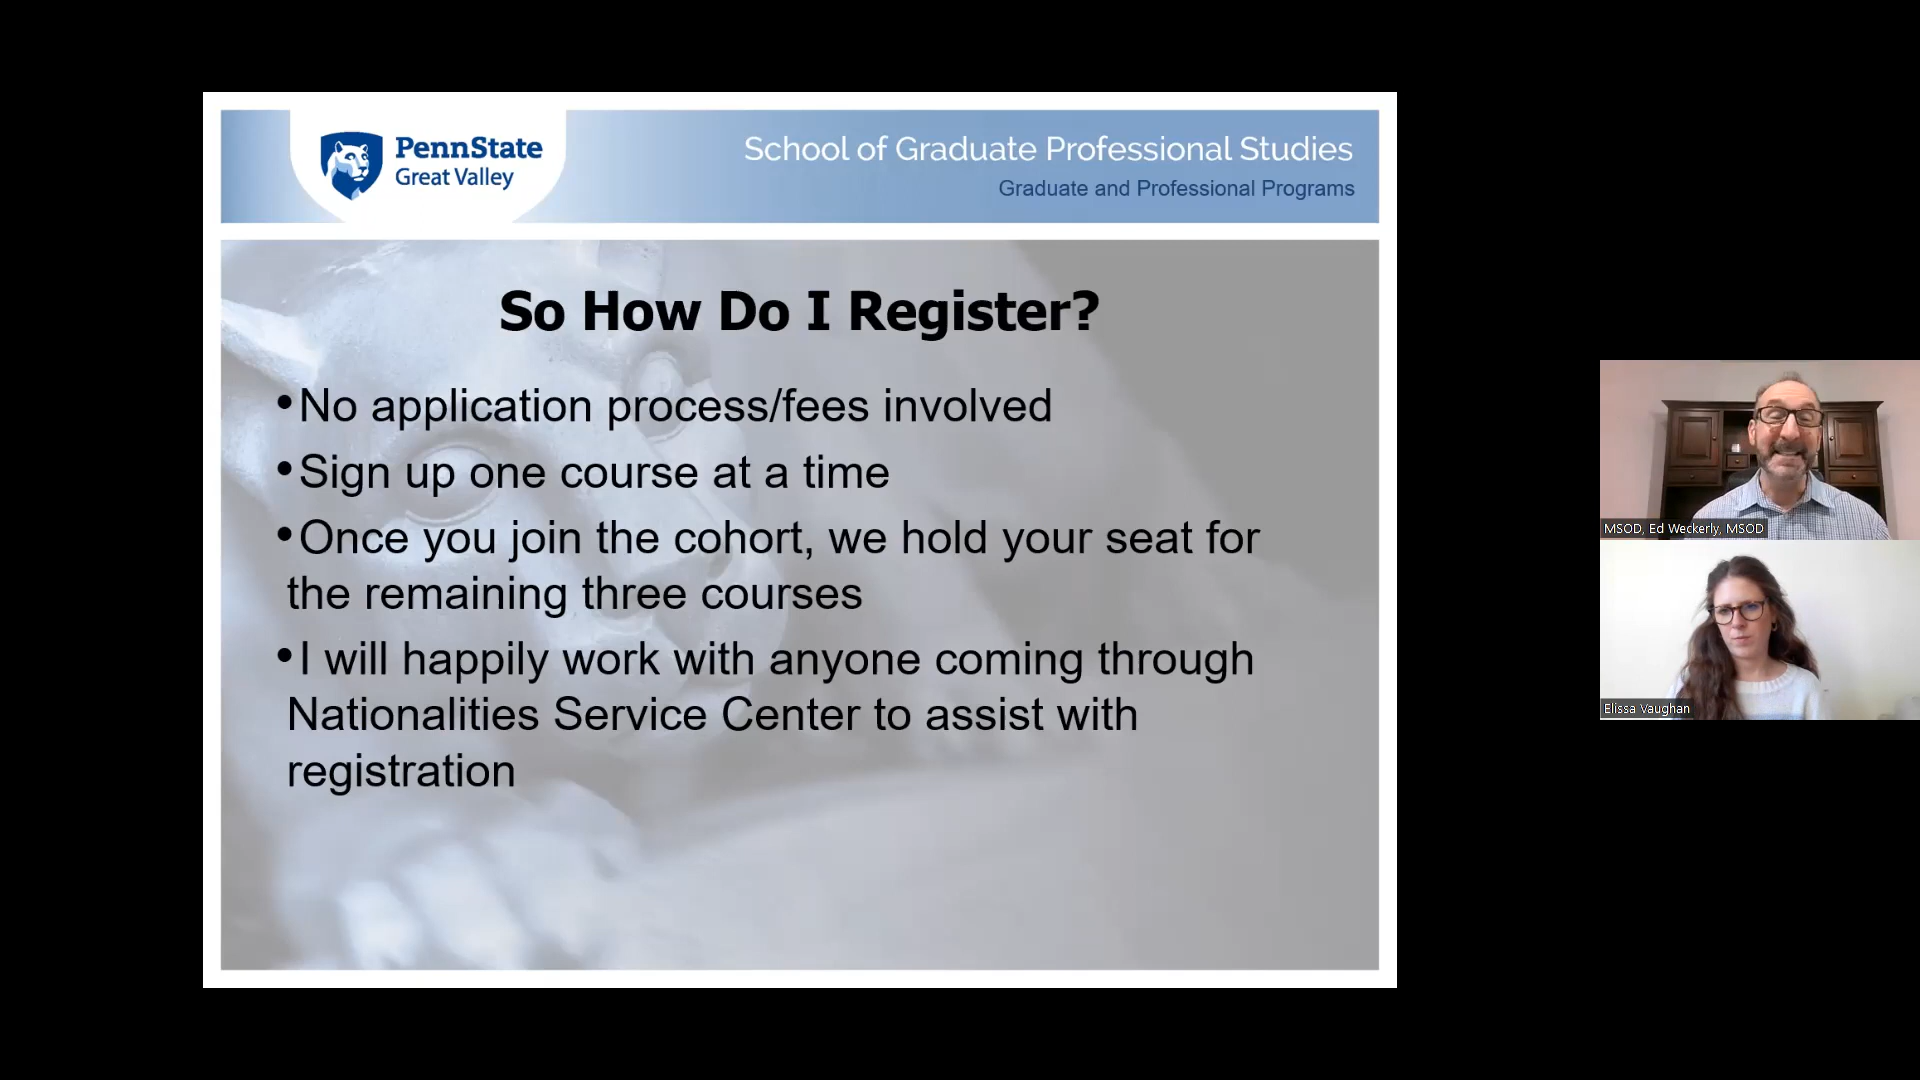 PennState
Great Valley
School of Graduate Professional Studies
Graduate and Professional Programs
So How Do I Register?
•No application process/fees involved
•Sign up one course at a time
•Once you join the cohort, we hold your seat for
the remaining three courses
•I will happily work with anyone coming through
Nationalities Service Center to assist with
registration
MSOD, Ed Weckerly, MSOD
Elissa Vaughan